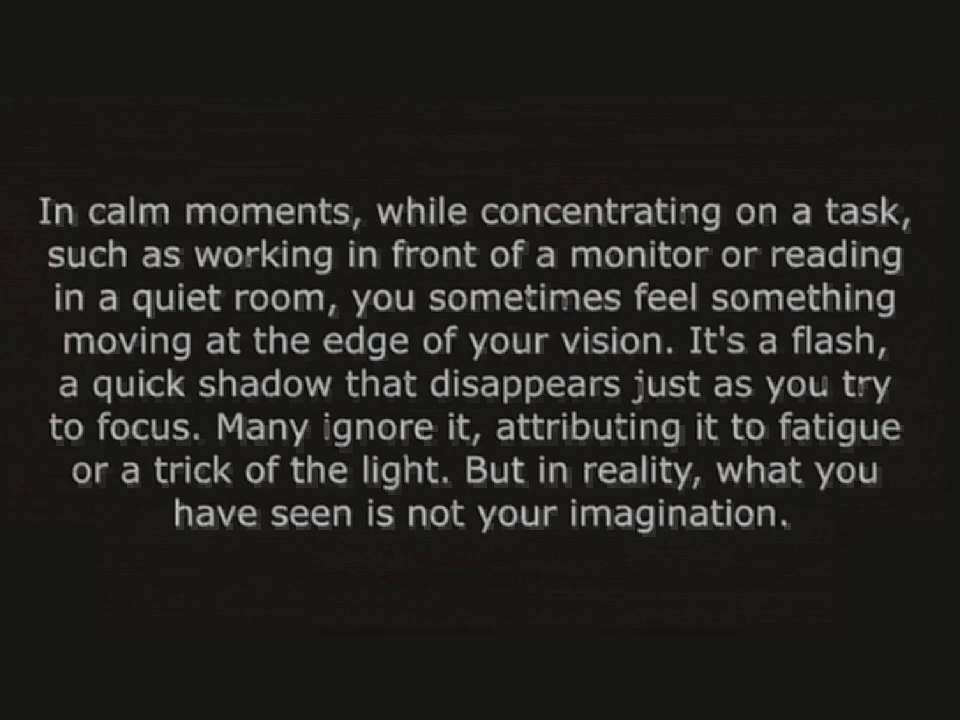 In calm moments, while concentrating on a task,
such as working in front of a monitor or reading
in a quiet room, you sometimes feel something
moving at the edge of your vision. It's a flash,
a quick shadow that disappears just as you try
to focus. Many ignore it, attributing it to fatigue
or a trick of the light. But in reality, what you
have seen is not your imagination.